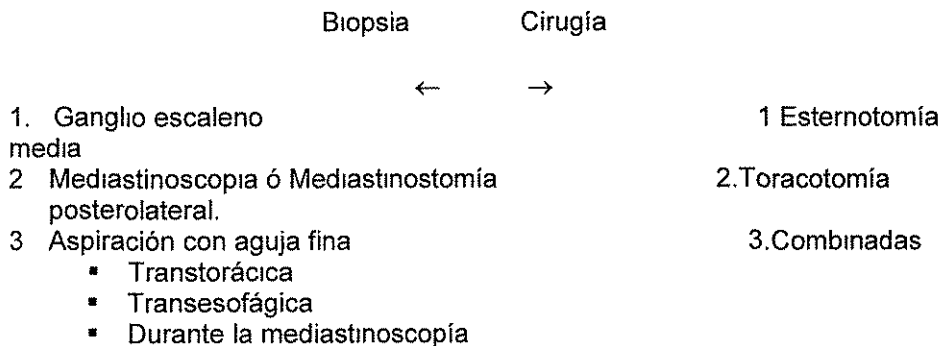 Biopsia Cirugía
← →
1. Ganglio escaleno 1 Esternotomía
media
2 Mediastinoscopia ó Mediastinostomía 2.Toracotomía
posterolateral.
3 Aspiración con aguja fina 3.Combinadas
▪ Transtorácica
▪ Transesofágica
▪ Durante la mediastinoscopía